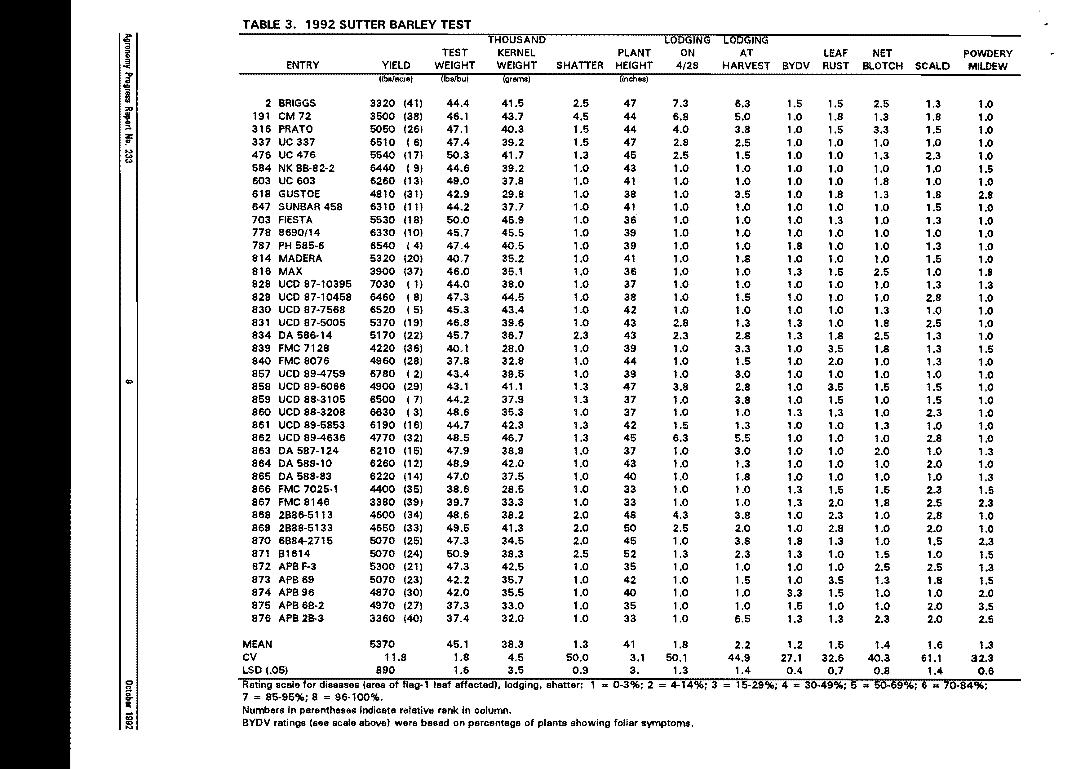 TABLE 3. 1992 SUTTER BARLEY TEST
THOUSAND LODGING LODGING
TEST KERNEL PLANT ON AT LEAF NET POWDERY
ENTRY YIELD WEIGHT WEIGHT SHATTER HEIGHT 4/28 HARVEST BYDV RUST BLOTCH SCALD MILDEW
(lbs/acre) (lbs/bu) (grams) (inches)
2 BRIGGS 3320 (41) 44.4 41.5 2.5 47 7.3 6.3 1.5 1.5 2.5 1.3 1.0
191 CM 72 3500 (38) 46.1 43.7 4.5 44 6.8 5.0 1.0 1.8 1.3 1.8 1.0
316 PRATO 5050 (26) 47.1 40.3 1.5 44 4.0 3.8 1.0 1.5 3.3 1.5 1.0
337 UC 337 6510 ( 6) 47.4 39.2 1.5 47 2.8 2.5 1.0 1.0 1.0 1.0 1.0
476 UC 476 5540 (17) 50.3 41.7 1.3 45 2.5 1.5 1.0 1.0 1.3 2.3 1.0
584 NK BB-82-2 6440 ( 9) 44.6 39.2 1.0 43 1.0 1.0 1.0 1.0 1.0 1.0 1.5
603 UC 603 6260 (13) 49.0 37.8 1.0 41 1.0 1.0 1.0 1.0 1.8 1.0 1.0
618 GUSTOE 4810 (31) 42.9 29.8 1.0 38 1.0 3.5 1.0 1.8 1.3 1.8 2.8
647 SUNBAR 458 6310 (11) 44.2 37.7 1.0 41 1.0 1.0 1.0 1.0 1.0 1.5 1.0
703 FIESTA 5530 (18) 50.0 45.9 1.0 36 1.0 1.0 1.0 1.3 1.0 1.3 1.0
778 8690/14 6330 (10) 45.7 45.5 1.0 39 1.0 1.0 1.0 1.0 1.0 1.0 1.0
787 PH 585-6 6540 ( 4) 47.4 40.5 1.0 39 1.0 1.0 1.8 1.0 1.0 1.3 1.0
814 MADERA 5320 (20) 40.7 35.2 1.0 41 1.0 1.8 1.0 1.0 1.0 1.5 1.0
816 MAX 3900 (37) 46.0 35.1 1.0 36 1.0 1.0 1.3 1.5 2.5 1.0 1.8
828 UCD 87-10395 7030 ( 1) 44.0 38.0 1.0 37 1.0 1.0 1.0 1.0 1.0 1.3 1.3
829 UCD 87-10458 6460 ( 8) 47.3 44.5 1.0 38 1.0 1.5 1.0 1.0 1.0 2.8 1.0
830 UCD 87-7568 6520 ( 5) 45.3 43.4 1.0 42 1.0 1.0 1.0 1.0 1.3 1.0 1.0
831 UCD 87-5005 5370 (19) 46.8 39.6 1.0 43 2.8 1.3 1.3 1.0 1.8 2.5 1.0
834 DA 586-14 5170 (22) 45.7 36.7 2.3 43 2.3 2.8 1.3 1.8 2.5 1.3 1.0
839 FMC 7128 4220 (36) 40.1 28.0 1.0 39 1.0 3.3 1.0 3.5 1.8 1.3 1.5
840 FMC 8076 4960 (28) 37.8 32.8 1.0 44 1.0 1.5 1.0 2.0 1.0 1.3 1.0
857 UCD 89-4759 6780 ( 2) 43.4 38.5 1.0 39 1.0 3.0 1.0 1.0 1.0 1.0 1.0
858 UCD 89-6066 4900 (29) 43.1 41.1 1.3 47 3.8 2.8 1.0 3.5 1.5 1.5 1.0
859 UCD 88-3105 6500 ( 7) 44.2 37.9 1.3 37 1.0 3.8 1.0 1.5 1.0 1.5 1.0
860 UCD 88-3208 6630 ( 3) 48.6 35.3 1.0 37 1.0 1.0 1.3 1.3 1.0 2.3 1.0
861 UCD 89-5853 6190 (16) 44.7 42.3 1.3 42 1.5 1.3 1.0 1.0 1.3 1.0 1.0
862 UCD 89-4636 4770 (32) 48.5 46.7 1.3 45 6.3 5.5 1.0 1.0 1.0 2.8 1.0
863 DA 587-124 6210 (15) 47.9 38.8 1.0 37 1.0 3.0 1.0 1.0 2.0 1.0 1.3
864 DA 588-10 6260 (12) 48.9 42.0 1.0 43 1.0 1.3 1.0 1.0 1.0 2.0 1.0
865 DA 588-83 6220 (14) 47.0 37.5 1.0 40 1.0 1.8 1.0 1.0 1.0 1.0 1.3
866 FMC 7025-1 4400 (35) 38.6 28.5 1.0 33 1.0 1.0 1.3 1.5 1.5 2.3 1.5
867 FMC 8146 3380 (39) 39.7 33.3 1.0 33 1.0 1.0 1.3 2.0 1.8 2.5 2.3
868 2B86-5113 4600 (34) 48.6 38.2 2.0 48 4.3 3.8 1.0 2.3 1.0 2.8 1.0
869 2B88-5133 4650 (33) 49.5 41.3 2.0 50 2.5 2.0 1.0 2.8 1.0 2.0 1.0
870 6B84-2715 5070 (25) 47.3 34.5 2.0 45 1.0 3.8 1.8 1.3 1.0 1.5 2.3
871 B1614 5070 (24) 50.9 38.3 2.5 52 1.3 2.3 1.3 1.0 1.5 1.0 1.5
872 APB F-3 5300 (21) 47.3 42.5 1.0 35 1.0 1.0 1.0 1.0 2.5 2.5 1.3
873 APB 69 5070 (23) 42.2 35.7 1.0 42 1.0 1.5 1.0 3.5 1.3 1.8 1.5
874 APB 96 4870 (30) 42.0 35.5 1.0 40 1.0 1.0 3.3 1.5 1.0 1.0 2.0
875 APB 6B-2 4970 (27) 37.3 33.0 1.0 35 1.0 1.0 1.5 1.0 1.0 2.0 3.5
876 APB 2B-3 3360 (40) 37.4 32.0 1.0 33 1.0 6.5 1.3 1.3 2.3 2.0 2.5
MEAN 5370 45.1 38.3 1.3 41 1.8 2.2 1.2 1.5 1.4 1.6 1.3
CV 11.8 1.8 4.5 50.0 3.1 50.1 44.9 27.1 32.6 40.3 61.1 32.3
LSD (.05) 890 1.6 3.5 0.9 3. 1.3 1.4 0.4 0.7 0.8 1.4 0.6
Rating scale for diseases (area of flag-1 leaf affected), lodging, shatter: 1 = 0-3%; 2 = 4-14%; 3 = 15-29%; 4 = 30-49%; 5 = 50-69%; 6 = 70-84%;
7 = 85-95%; 8 = 96-100%.
Numbers in parentheses indicate relative rank in column.
BYDV ratings (see scale above) were based on percentage of plants showing foliar symptoms.
Agronomy Progress Report No. 233
8
October 1992